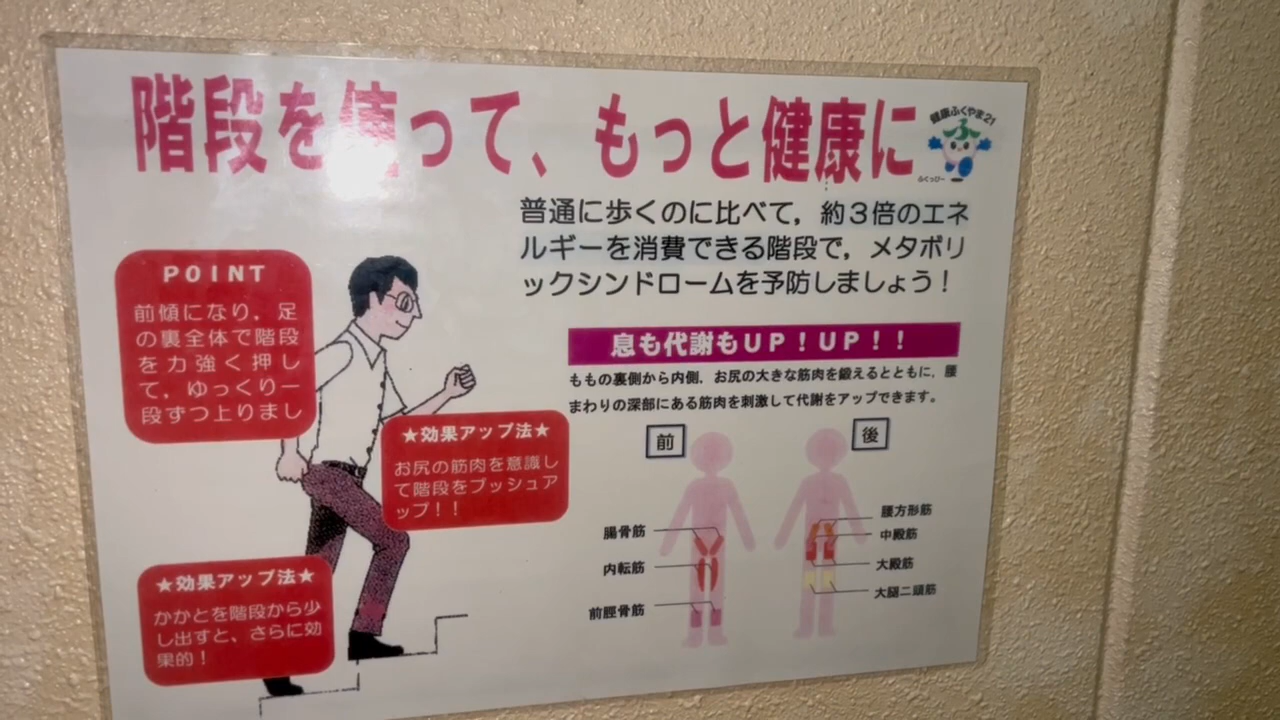 階段を使って、もっと健康に
健康ふくやま21
ふくっぴー
普通に歩くのに比べて，約３倍のエネ
ルギーを消費できる階段で，メタボリ
ックシンドロームを予防しましょう！
POINT
前傾になり，足
の裏全体で階段
を力強く押し
て，ゆっくり一
段ずつ上りまし
息も代謝もUP！UP！！
ももの裏側から内側，お尻の大きな筋肉を鍛えるとともに，腰
まわりの深部にある筋肉を刺激して代謝をアップできます。
★効果アップ法★
お尻の筋肉を意識し
て階段をプッシュア
ップ！！
★効果アップ法★
かかとを階段から少
し出すと、さらに効
果的！
前
後
腸骨筋
内転筋
前脛骨筋
腰方形筋
中殿筋
大殿筋
大腿二頭筋